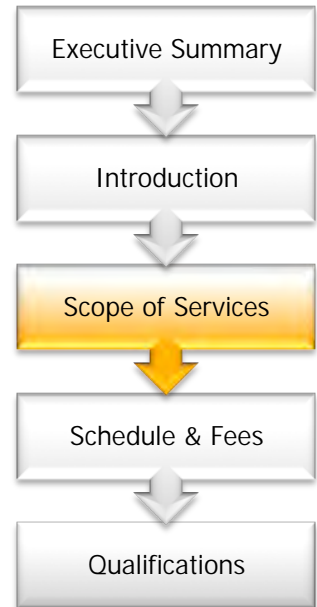 Executive Summary
Introduction
Scope of Services
Schedule & Fees
Qualifications